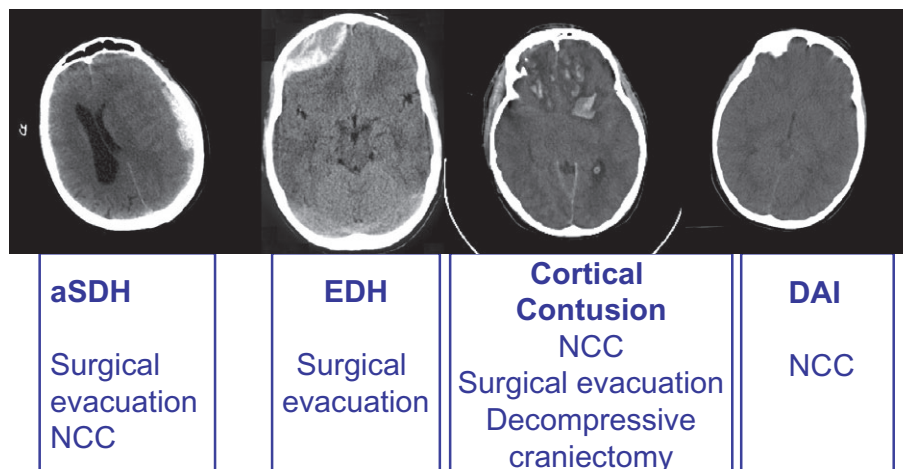 R
aSDH
Surgical
evacuation
NCC
EDH
Surgical
evacuation
Cortical
Contusion
NCC
Surgical evacuation
Decompressive
craniectomy
DAI
NCC